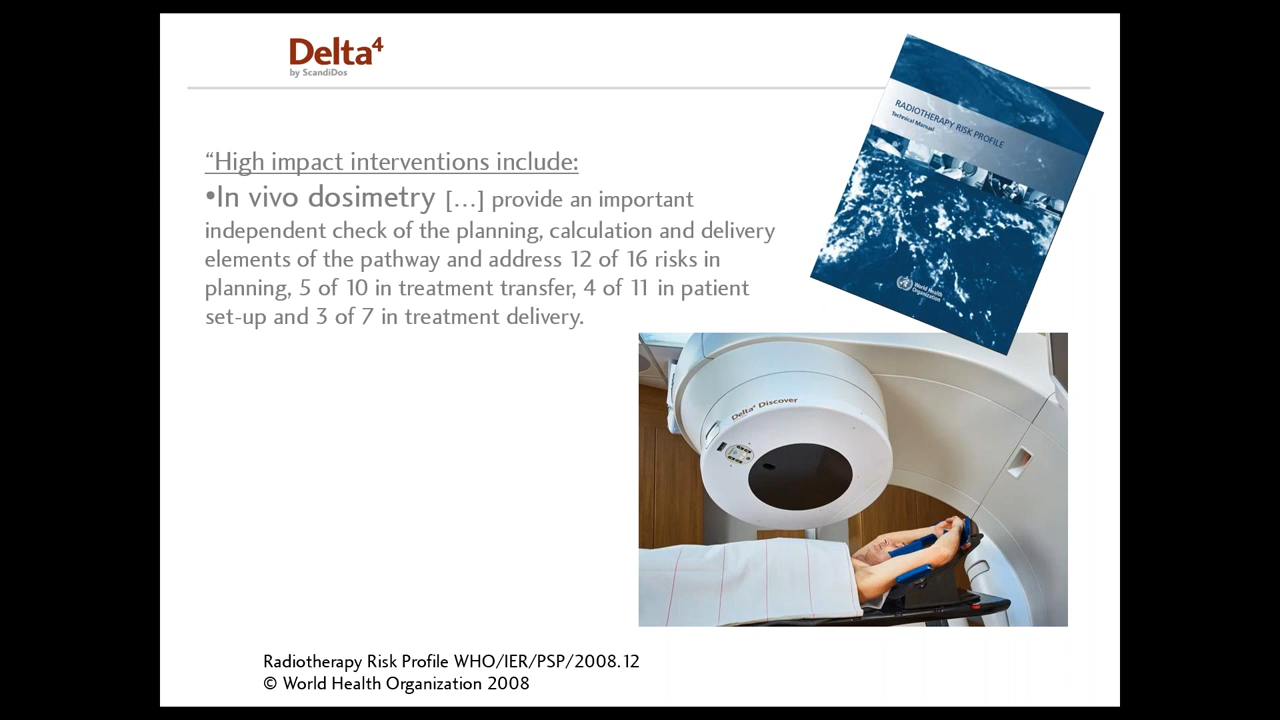 Delta⁴
by ScandiDos
RADIOTHERAPY RISK PROFILE
Technical Manual
World Health
Organization
“High impact interventions include:
•In vivo dosimetry […] provide an important
independent check of the planning, calculation and delivery
elements of the pathway and address 12 of 16 risks in
planning, 5 of 10 in treatment transfer, 4 of 11 in patient
set-up and 3 of 7 in treatment delivery.
Delta⁴ Discover
Radiotherapy Risk Profile WHO/IER/PSP/2008.12
© World Health Organization 2008